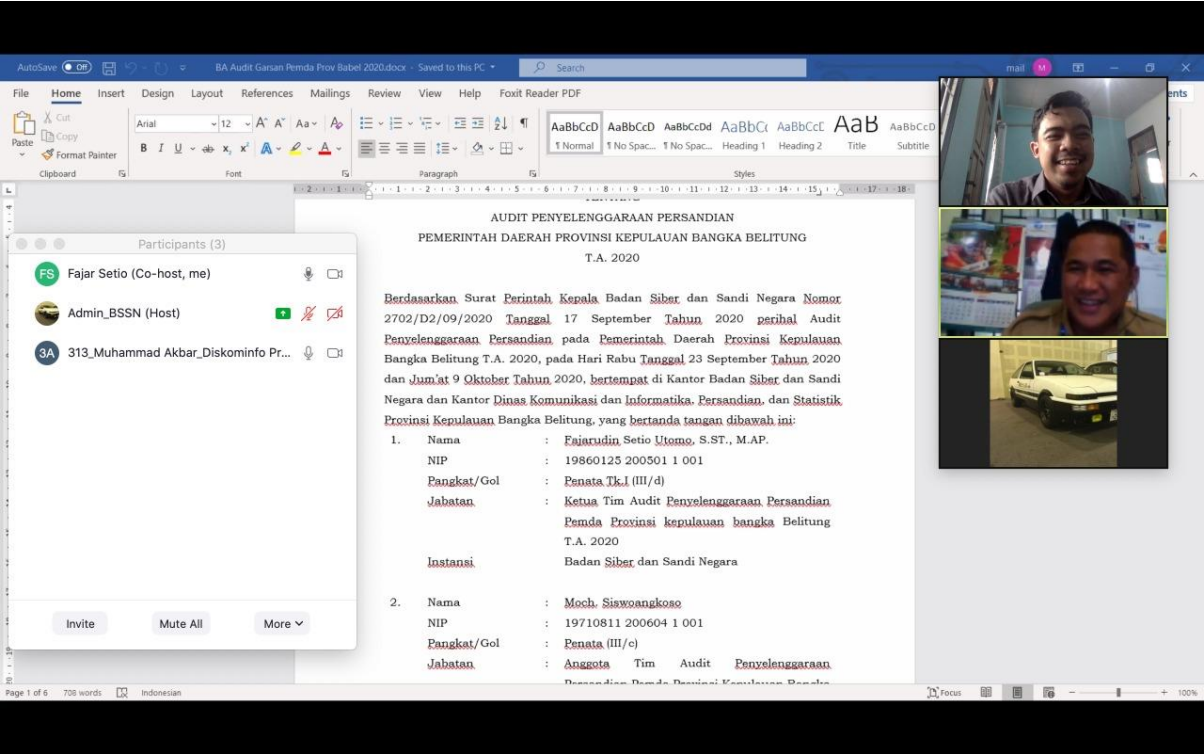 AutoSave Off
BA Audit Garsan Pemda Prov Babel 2020.docx - Saved to this PC
Search
mail M
File Home Insert Design Layout References Mailings Review View Help Foxit Reader PDF
Paste
Cut
Copy
Format Painter
Clipboard
Arial 12
Font
Paragraph
AaBbCcD AaBbCcD AaBbCcDd AaBbCc AaBbCcE AaB AaBbCcD
¶ Normal ¶ No Spac... ¶ No Spac... Heading 1 Heading 2 Title Subtitle
Styles
AUDIT PENYELENGGARAAN PERSANDIAN
PEMERINTAH DAERAH PROVINSI KEPULAUAN BANGKA BELITUNG
T.A. 2020
Berdasarkan Surat Perintah Kepala Badan Siber dan Sandi Negara Nomor
2702/D2/09/2020 Tanggal 17 September Tahun 2020 perihal Audit
Penyelenggaraan Persandian pada Pemerintah Daerah Provinsi Kepulauan
Bangka Belitung T.A. 2020, pada Hari Rabu Tanggal 23 September Tahun 2020
dan Jum'at 9 Oktober Tahun 2020, bertempat di Kantor Badan Siber dan Sandi
Negara dan Kantor Dinas Komunikasi dan Informatika, Persandian, dan Statistik
Provinsi Kepulauan Bangka Belitung, yang bertanda tangan dibawah ini:
1. Nama : Fajarudin Setio Utomo, S.ST., M.AP.
NIP : 19860125 200501 1 001
Pangkat/Gol : Penata Tk.I (III/d)
Jabatan : Ketua Tim Audit Penyelenggaraan Persandian
Pemda Provinsi kepulauan bangka Belitung
T.A. 2020
Instansi Badan Siber dan Sandi Negara
2. Nama : Moch. Siswoangkoso
NIP : 19710811 200604 1 001
Pangkat/Gol : Penata (III/c)
Jabatan : Anggota Tim Audit Penyelenggaraan
Participants (3)
FS Fajar Setio (Co-host, me)
Admin_BSSN (Host)
3A 313_Muhammad Akbar_Diskominfo Pr...
Invite Mute All More
Page 1 of 6 708 words Indonesian
Focus 100%